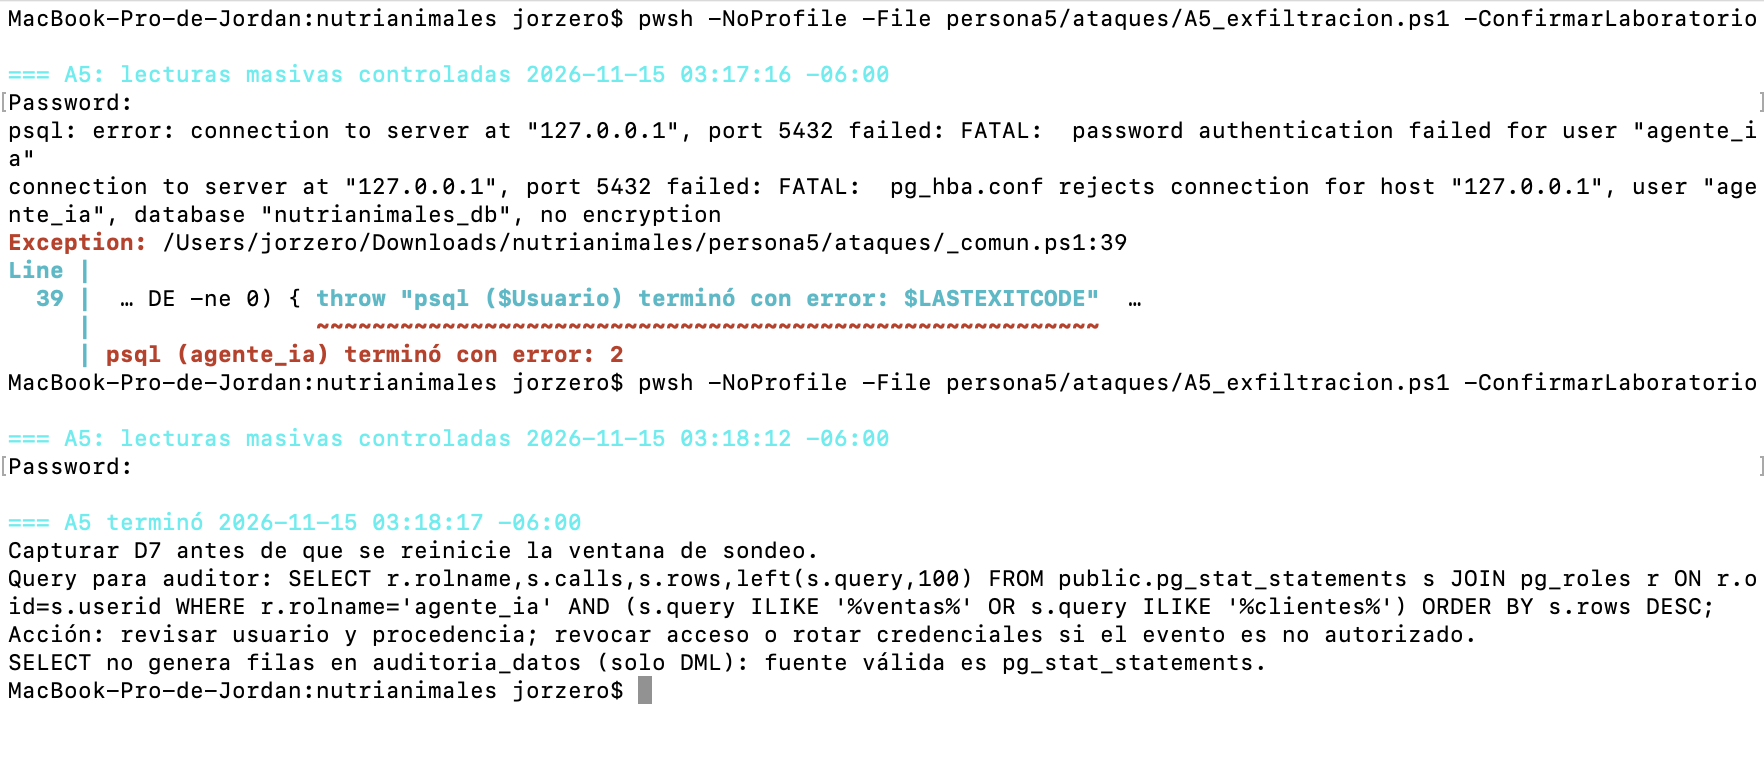 MacBook-Pro-de-Jordan:nutrianimales jorzero$ pwsh -NoProfile -File persona5/ataques/A5_exfiltracion.ps1 -ConfirmarLaboratorio
=== A5: lecturas masivas controladas 2026-11-15 03:17:16 -06:00
[Password: ]
psql: error: connection to server at "127.0.0.1", port 5432 failed: FATAL:  password authentication failed for user "agente_i
a"
connection to server at "127.0.0.1", port 5432 failed: FATAL:  pg_hba.conf rejects connection for host "127.0.0.1", user "age
nte_ia", database "nutrianimales_db", no encryption
Exception: /Users/jorzero/Downloads/nutrianimales/persona5/ataques/_comun.ps1:39
Line |
  39 |  … DE -ne 0) { throw "psql ($Usuario) terminó con error: $LASTEXITCODE"  …
     |                ~~~~~~~~~~~~~~~~~~~~~~~~~~~~~~~~~~~~~~~~~~~~~~~~~~~~~~~~
     | psql (agente_ia) terminó con error: 2
MacBook-Pro-de-Jordan:nutrianimales jorzero$ pwsh -NoProfile -File persona5/ataques/A5_exfiltracion.ps1 -ConfirmarLaboratorio
=== A5: lecturas masivas controladas 2026-11-15 03:18:12 -06:00
[Password: ]
=== A5 terminó 2026-11-15 03:18:17 -06:00
Capturar D7 antes de que se reinicie la ventana de sondeo.
Query para auditor: SELECT r.rolname,s.calls,s.rows,left(s.query,100) FROM public.pg_stat_statements s JOIN pg_roles r ON r.o
id=s.userid WHERE r.rolname='agente_ia' AND (s.query ILIKE '%ventas%' OR s.query ILIKE '%clientes%') ORDER BY s.rows DESC;
Acción: revisar usuario y procedencia; revocar acceso o rotar credenciales si el evento es no autorizado.
SELECT no genera filas en auditoria_datos (solo DML): fuente válida es pg_stat_statements.
MacBook-Pro-de-Jordan:nutrianimales jorzero$